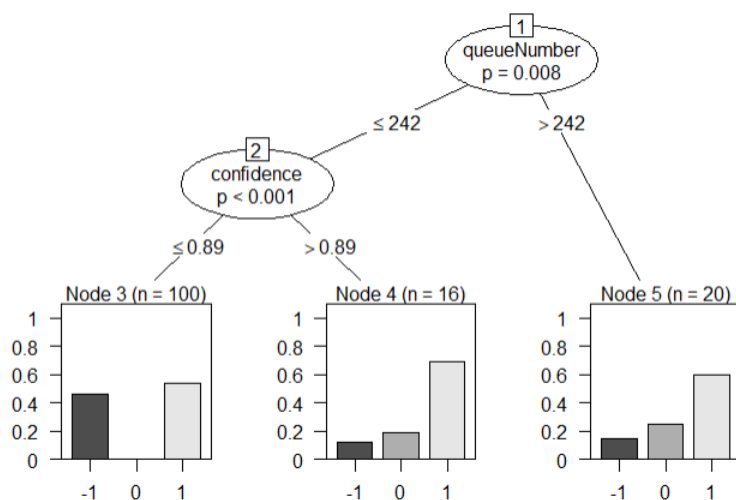 1
queueNumber
p = 0.008
≤ 242
> 242
2
confidence
p < 0.001
≤ 0.89
> 0.89
Node 3 (n = 100)
1
0.8
0.6
0.4
0.2
0
-1 0 1
Node 4 (n = 16)
1
0.8
0.6
0.4
0.2
0
-1 0 1
Node 5 (n = 20)
1
0.8
0.6
0.4
0.2
0
-1 0 1